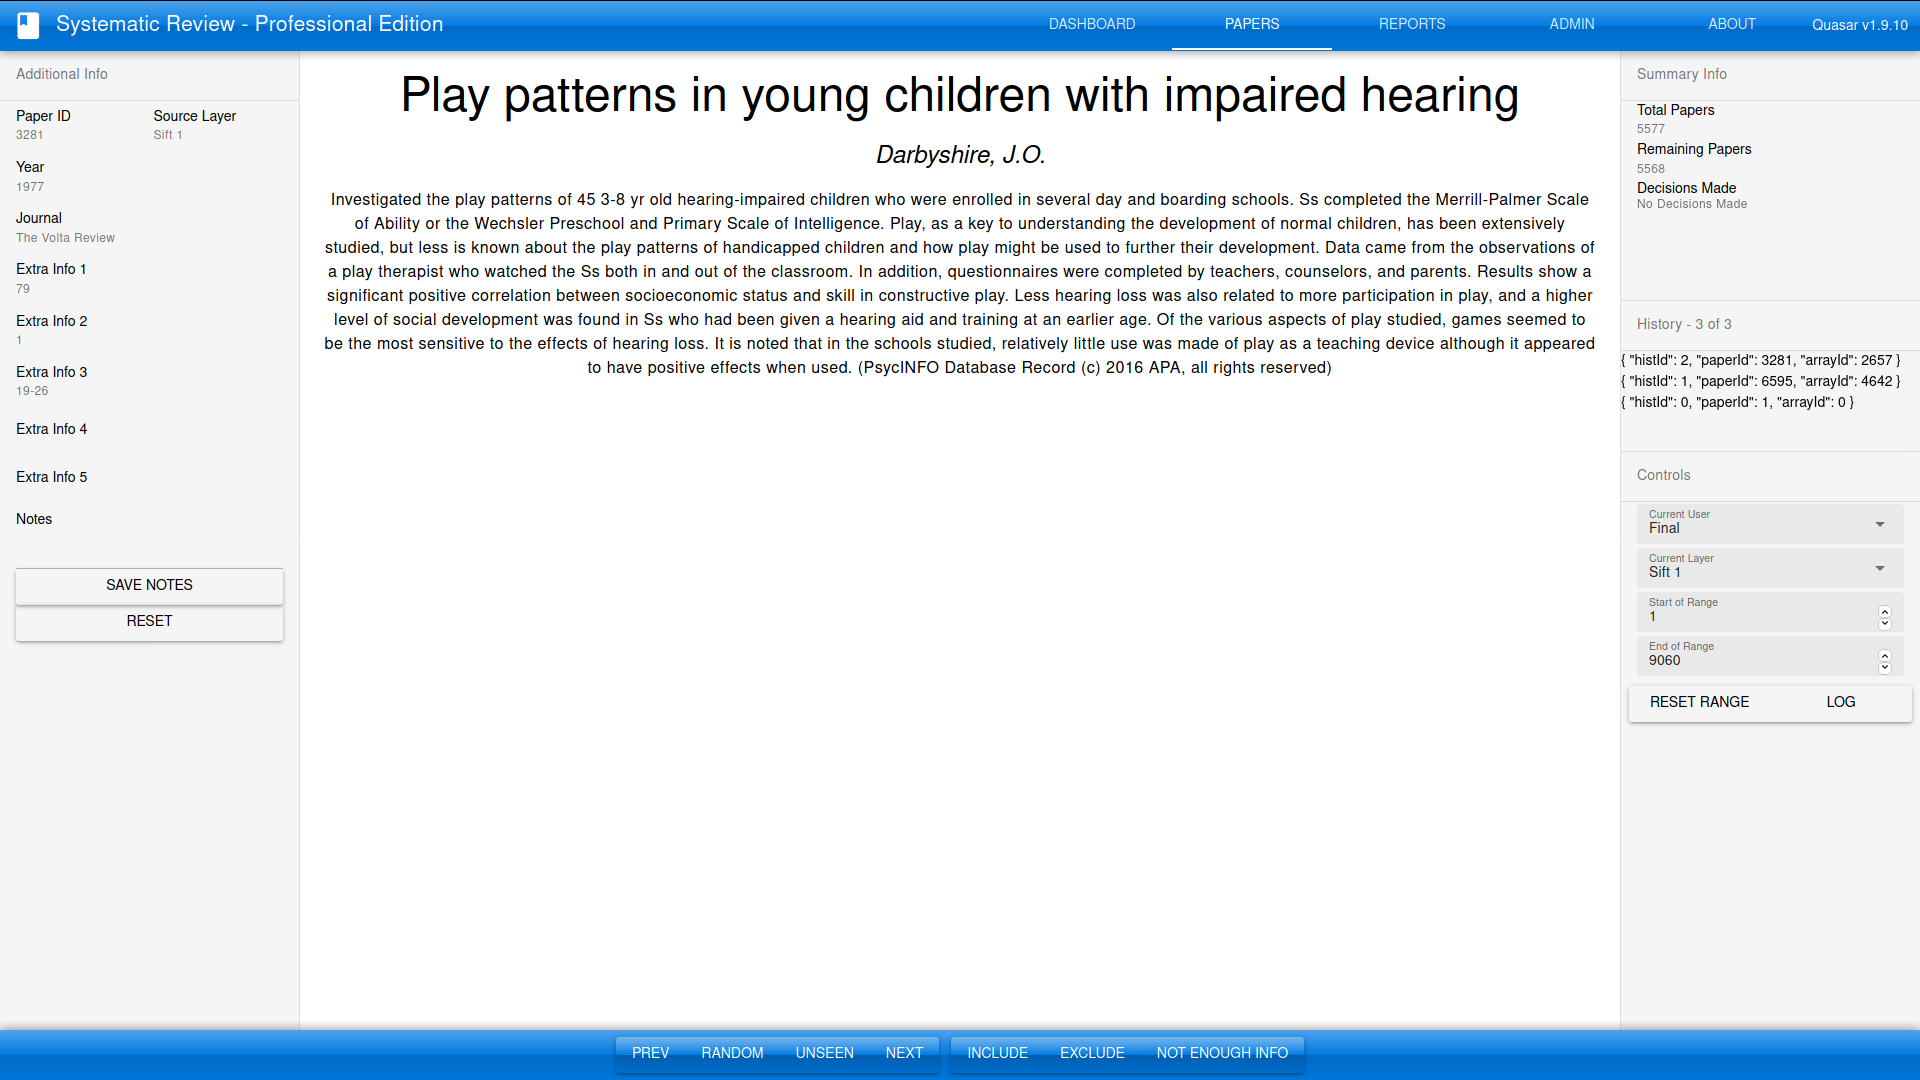 Systematic Review - Professional Edition
DASHBOARD PAPERS REPORTS ADMIN ABOUT Quasar v1.9.10
Additional Info
Paper ID Source Layer
3281 Sift 1
Year
1977
Journal
The Volta Review
Extra Info 1
79
Extra Info 2
1
Extra Info 3
19-26
Extra Info 4
Extra Info 5
Notes
SAVE NOTES
RESET
Play patterns in young children with impaired hearing
Darbyshire, J.O.
Investigated the play patterns of 45 3-8 yr old hearing-impaired children who were enrolled in several day and boarding schools. Ss completed the Merrill-Palmer Scale
of Ability or the Wechsler Preschool and Primary Scale of Intelligence. Play, as a key to understanding the development of normal children, has been extensively
studied, but less is known about the play patterns of handicapped children and how play might be used to further their development. Data came from the observations of
a play therapist who watched the Ss both in and out of the classroom. In addition, questionnaires were completed by teachers, counselors, and parents. Results show a
significant positive correlation between socioeconomic status and skill in constructive play. Less hearing loss was also related to more participation in play, and a higher
level of social development was found in Ss who had been given a hearing aid and training at an earlier age. Of the various aspects of play studied, games seemed to
be the most sensitive to the effects of hearing loss. It is noted that in the schools studied, relatively little use was made of play as a teaching device although it appeared
to have positive effects when used. (PsycINFO Database Record (c) 2016 APA, all rights reserved)
Summary Info
Total Papers
5577
Remaining Papers
5568
Decisions Made
No Decisions Made
History - 3 of 3
{ "histId": 2, "paperId": 3281, "arrayId": 2657 }
{ "histId": 1, "paperId": 6595, "arrayId": 4642 }
{ "histId": 0, "paperId": 1, "arrayId": 0 }
Controls
Current User
Final
Current Layer
Sift 1
Start of Range
1
End of Range
9060
RESET RANGE LOG
PREV RANDOM UNSEEN NEXT INCLUDE EXCLUDE NOT ENOUGH INFO